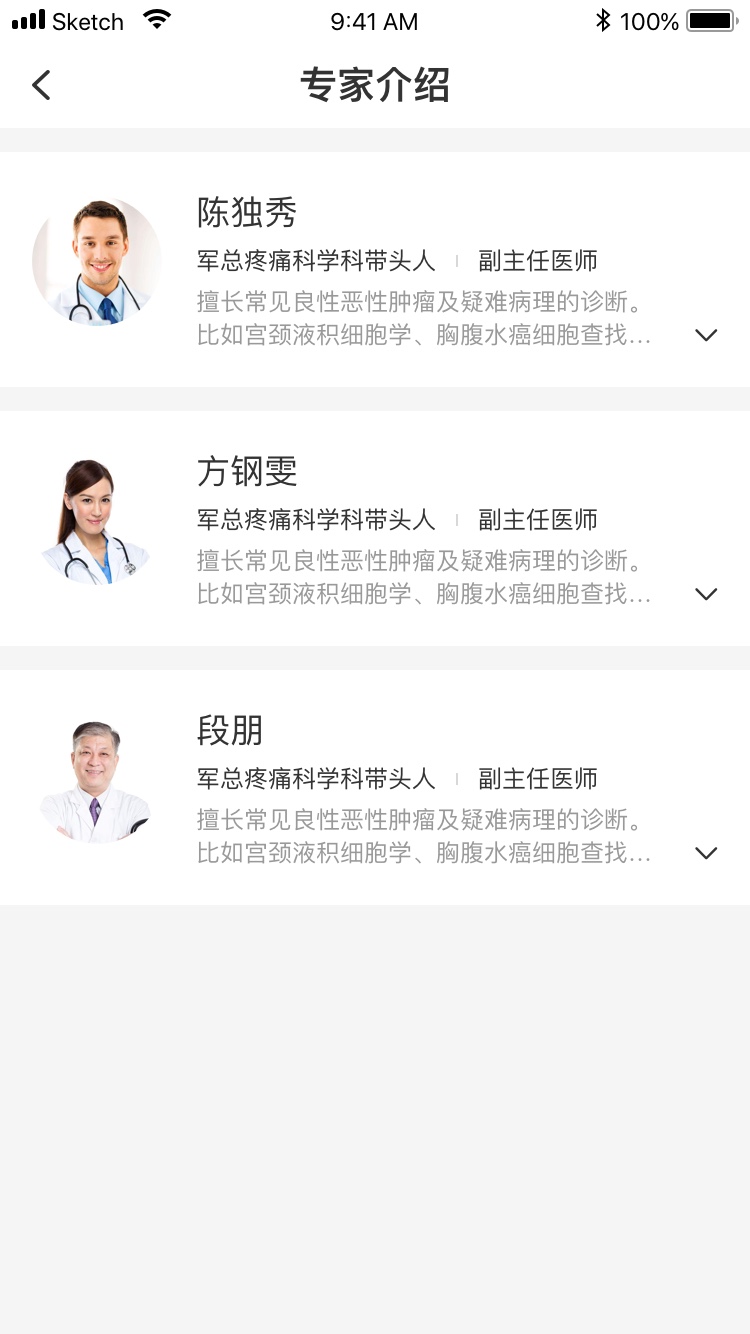 Sketch 9:41 AM 100%
专家介绍
陈独秀
军总疼痛科学科带头人 副主任医师
擅长常见良性恶性肿瘤及疑难病理的诊断。
比如宫颈液积细胞学、胸腹水癌细胞查找...
方钢雯
军总疼痛科学科带头人 副主任医师
擅长常见良性恶性肿瘤及疑难病理的诊断。
比如宫颈液积细胞学、胸腹水癌细胞查找...
段朋
军总疼痛科学科带头人 副主任医师
擅长常见良性恶性肿瘤及疑难病理的诊断。
比如宫颈液积细胞学、胸腹水癌细胞查找...